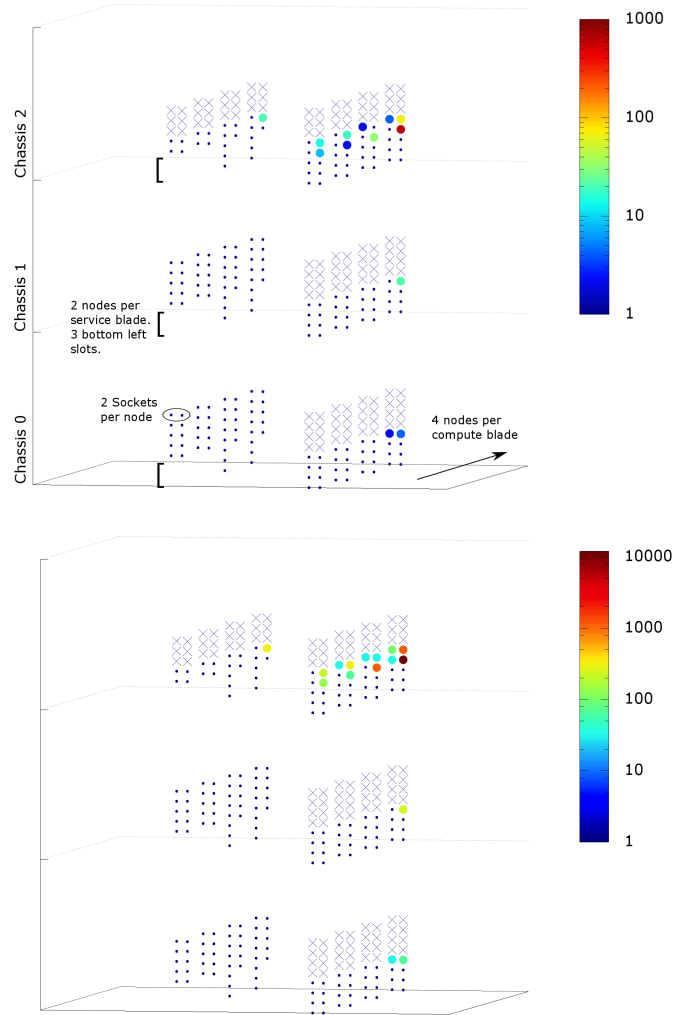 Chassis 2
Chassis 1
Chassis 0
2 nodes per
service blade.
3 bottom left
slots.
2 Sockets
per node
4 nodes per
compute blade
1000
100
10
1
10000
1000
100
10
1